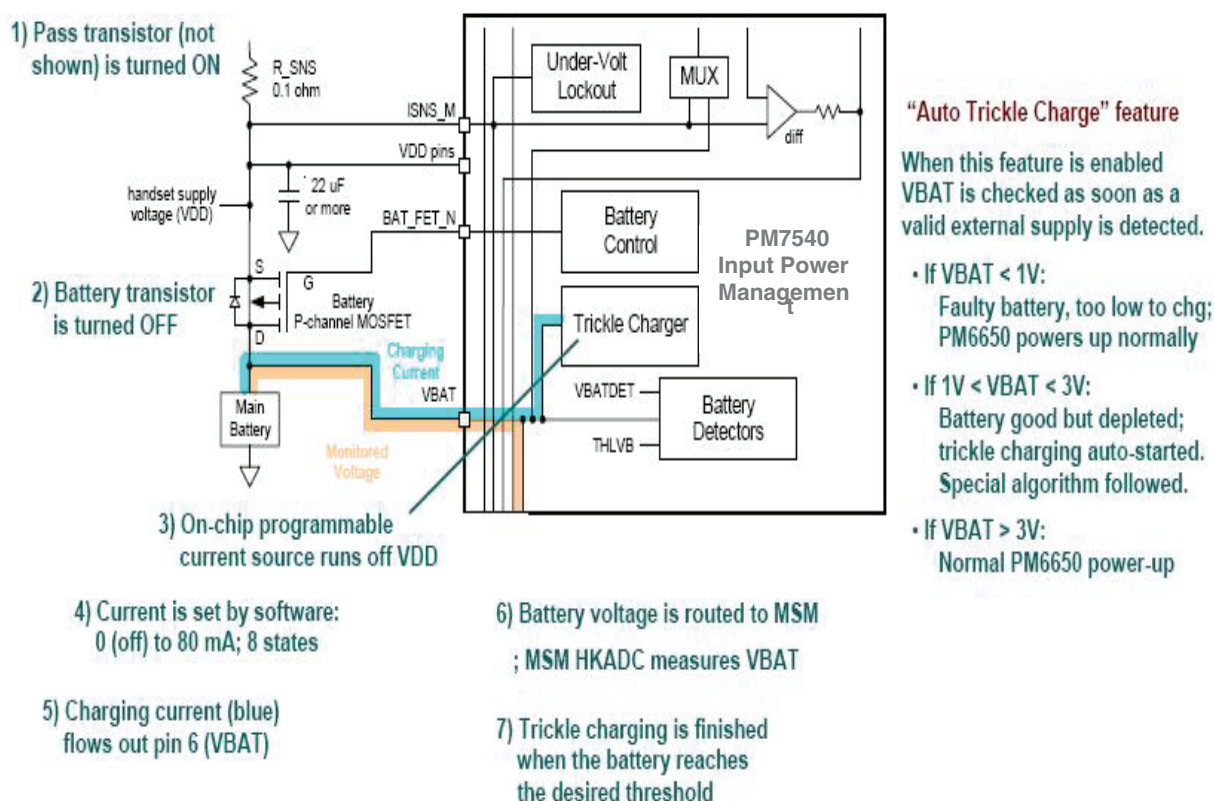 1) Pass transistor (not
shown) is turned ON
R_SNS
0.1 ohm
ISNS_M
VDD pins
22 uF
or more
handset supply
voltage (VDD)
BAT_FET_N
S
G
D
Battery
P-channel MOSFET
2) Battery transistor
is turned OFF
Charging
Current
VBAT
Main
Battery
Monitored
Voltage
Under-Volt
Lockout
MUX
diff
Battery
Control
PM7540
Input Power
Managemen
t
Trickle Charger
VBATDET
THLVB
Battery
Detectors
3) On-chip programmable
current source runs off VDD
4) Current is set by software:
0 (off) to 80 mA; 8 states
5) Charging current (blue)
flows out pin 6 (VBAT)
6) Battery voltage is routed to MSM
; MSM HKADC measures VBAT
7) Trickle charging is finished
when the battery reaches
the desired threshold
“Auto Trickle Charge” feature
When this feature is enabled
VBAT is checked as soon as a
valid external supply is detected.
• If VBAT < 1V:
Faulty battery, too low to chg;
PM6650 powers up normally
• If 1V < VBAT < 3V:
Battery good but depleted;
trickle charging auto-started.
Special algorithm followed.
• If VBAT > 3V:
Normal PM6650 power-up